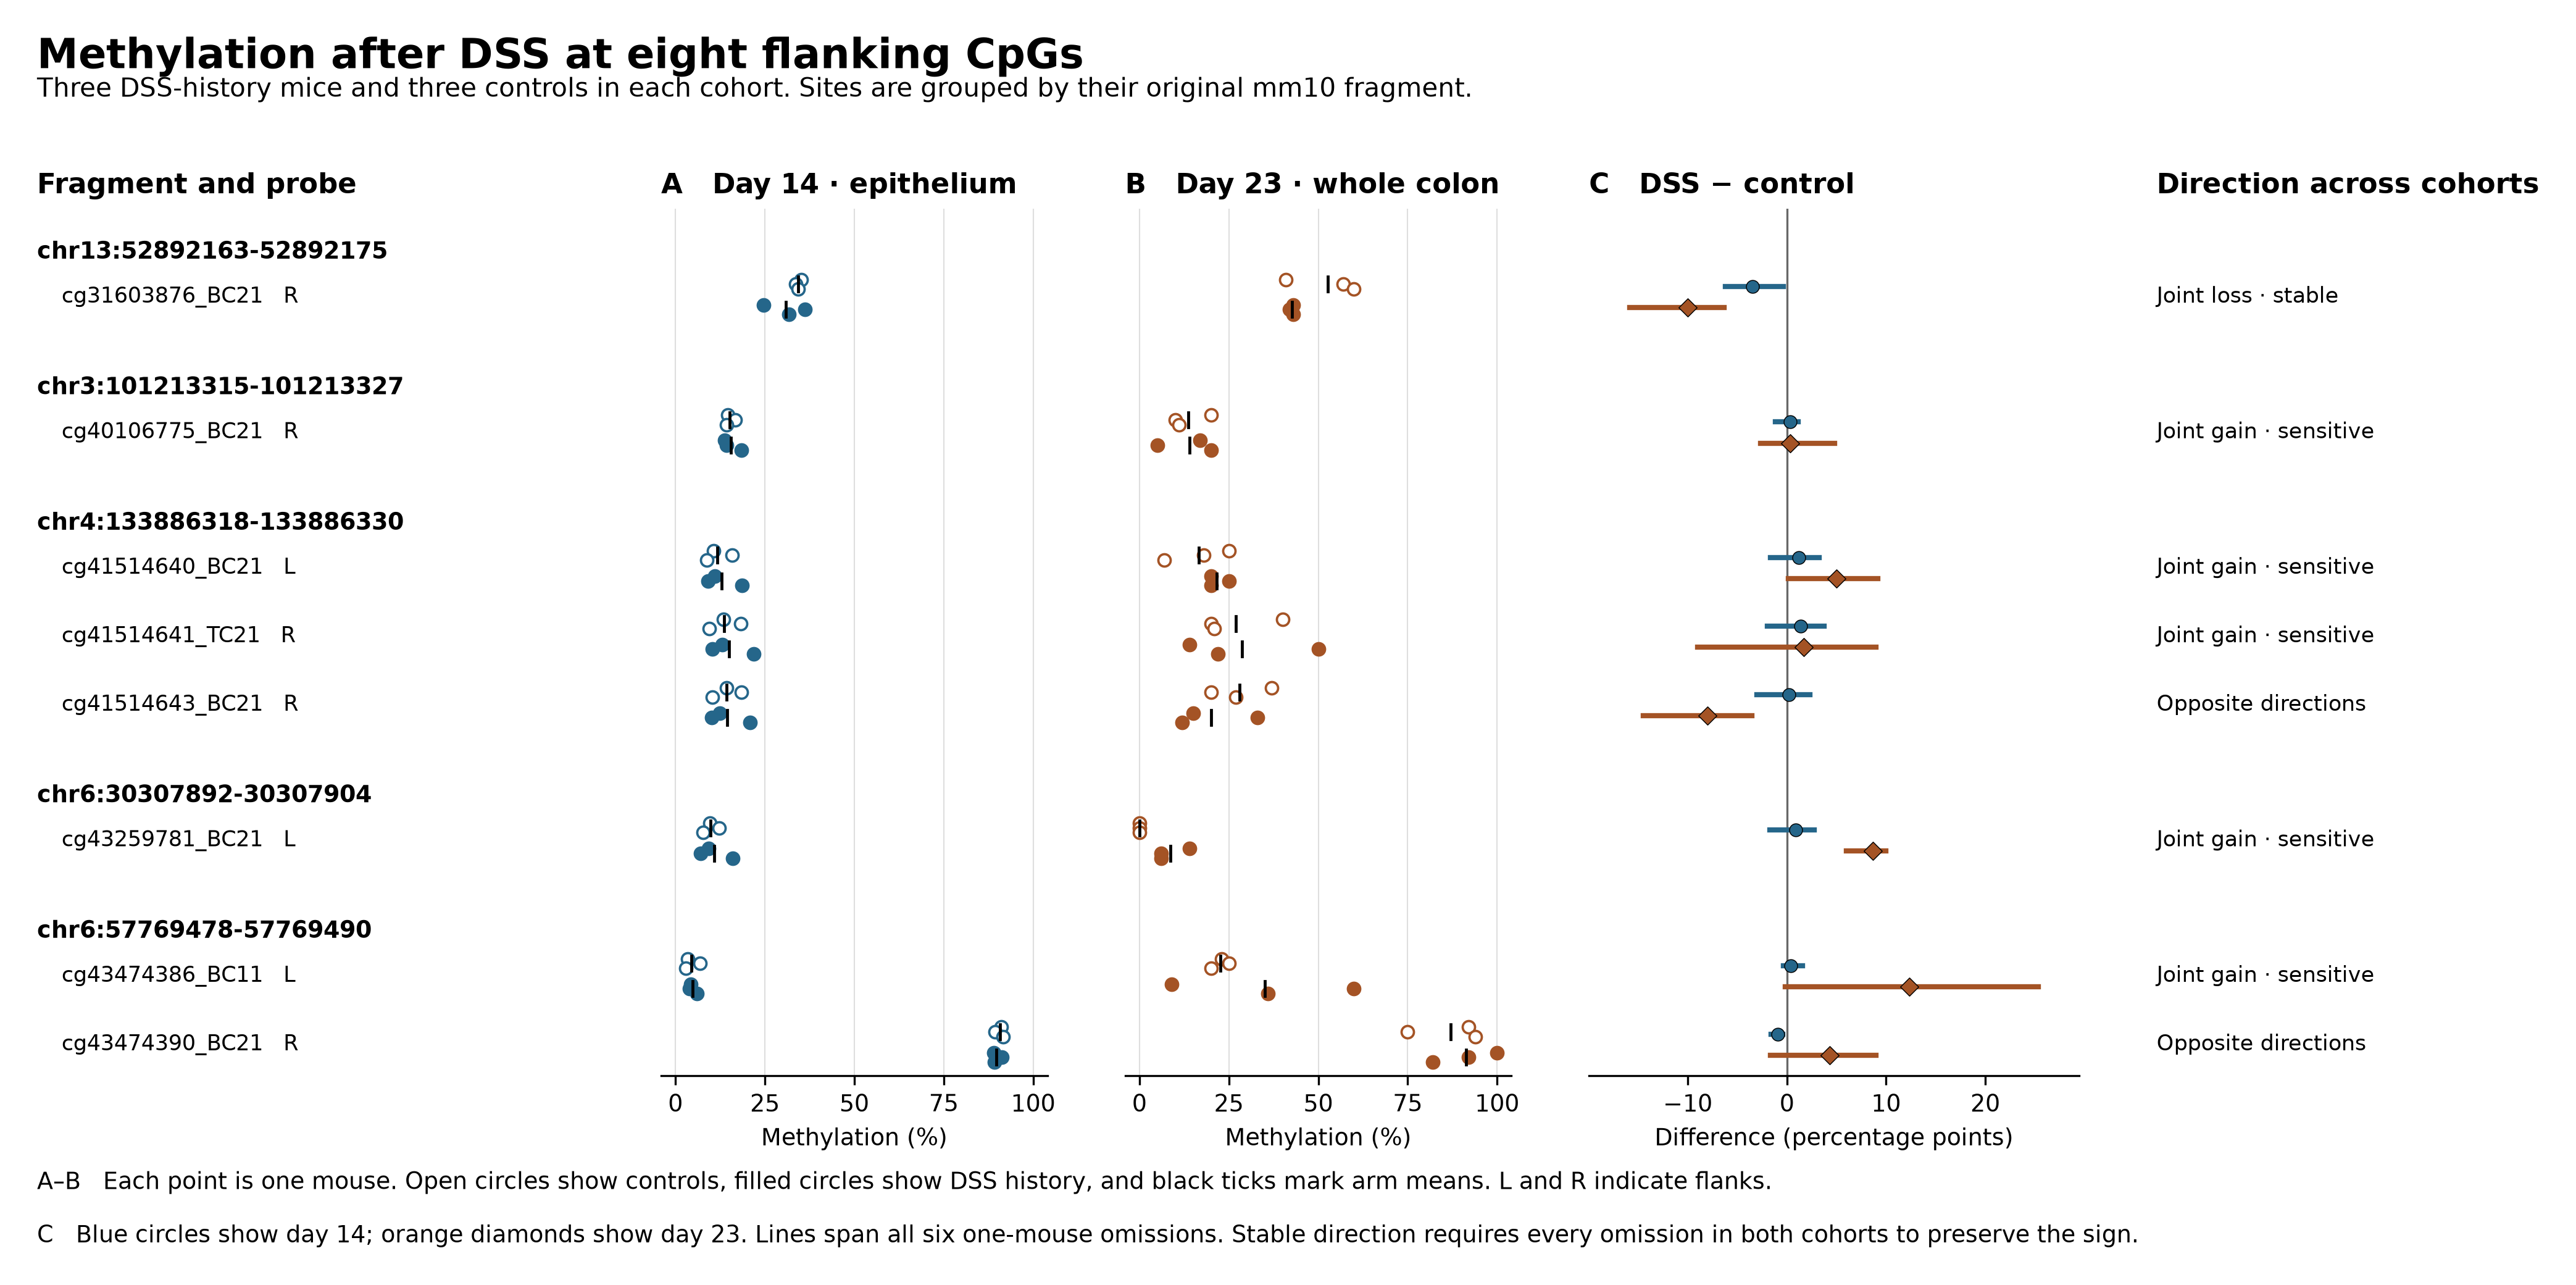 Methylation after DSS at eight flanking CpGs
Three DSS-history mice and three controls in each cohort. Sites are grouped by their original mm10 fragment.
Fragment and probe
A Day 14 · epithelium
B Day 23 · whole colon
C DSS − control
Direction across cohorts
chr13:52892163-52892175
cg31603876_BC21 R
Joint loss · stable
chr3:101213315-101213327
cg40106775_BC21 R
Joint gain · sensitive
chr4:133886318-133886330
cg41514640_BC21 L
Joint gain · sensitive
cg41514641_TC21 R
Joint gain · sensitive
cg41514643_BC21 R
Opposite directions
chr6:30307892-30307904
cg43259781_BC21 L
Joint gain · sensitive
chr6:57769478-57769490
cg43474386_BC11 L
Joint gain · sensitive
cg43474390_BC21 R
Opposite directions
0 25 50 75 100
0 25 50 75 100
−10 0 10 20
Methylation (%)
Methylation (%)
Difference (percentage points)
A–B Each point is one mouse. Open circles show controls, filled circles show DSS history, and black ticks mark arm means. L and R indicate flanks.
C Blue circles show day 14; orange diamonds show day 23. Lines span all six one-mouse omissions. Stable direction requires every omission in both cohorts to preserve the sign.